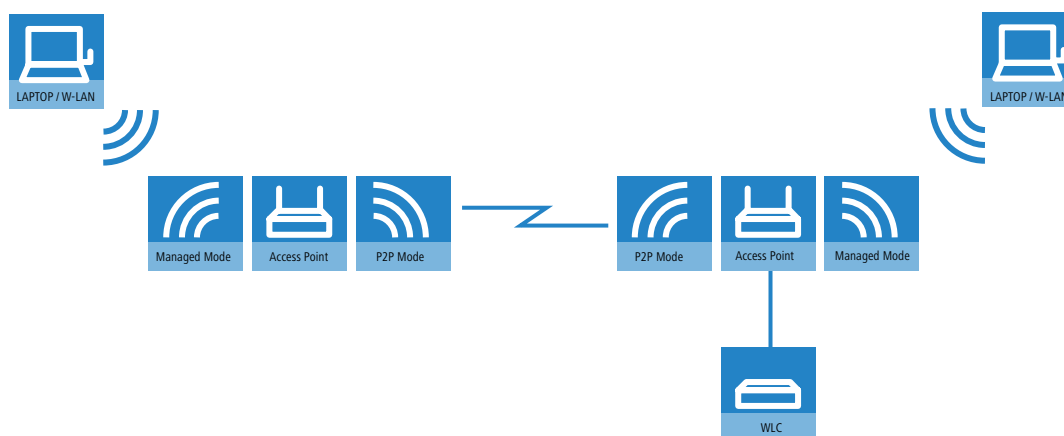 LAPTOP / W-LAN
LAPTOP / W-LAN
Managed Mode
Access Point
P2P Mode
P2P Mode
Access Point
Managed Mode
WLC